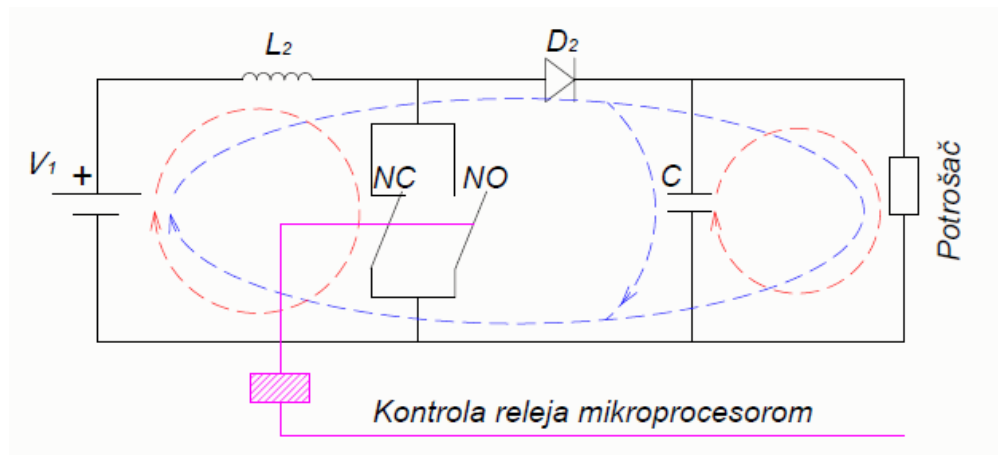 L₂
D₂
V₁ +
NC
NO
C
Potrošač
Kontrola releja mikroprocesorom